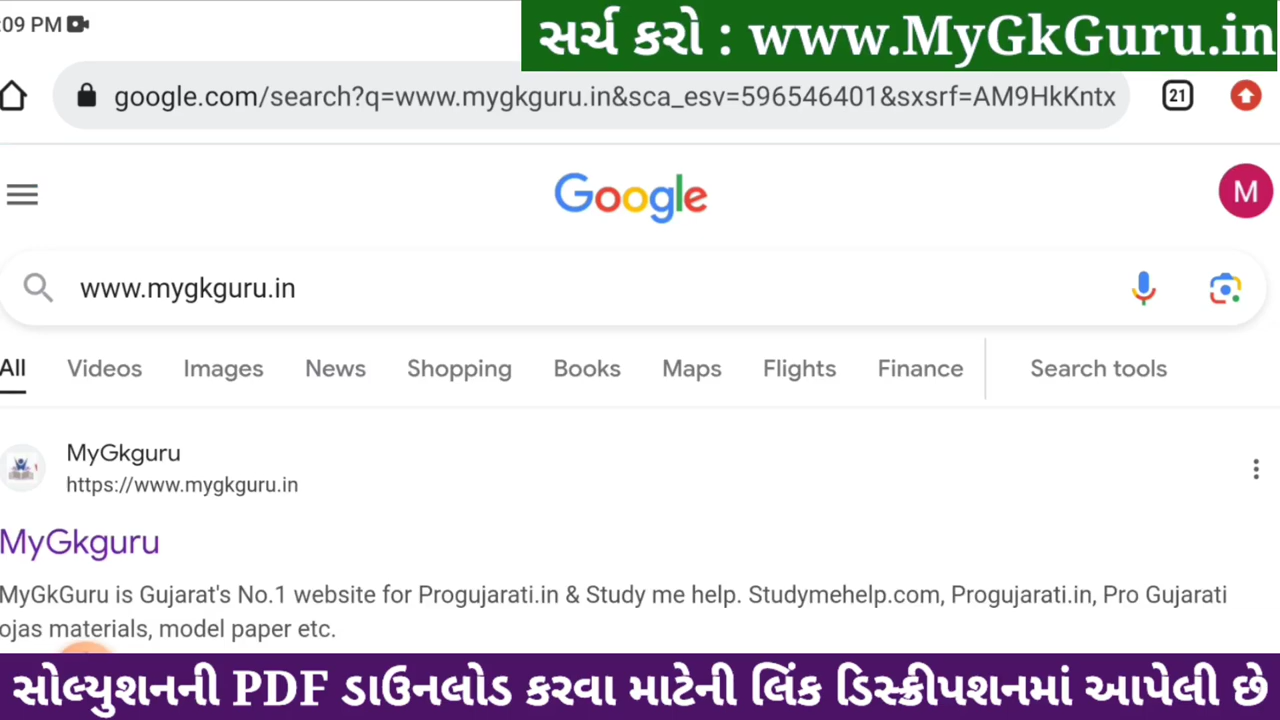 :09 PM
સર્ચ કરો : www.MyGkGuru.in
google.com/search?q=www.mygkguru.in&sca_esv=596546401&sxsrf=AM9HkKntx
21
Google
M
www.mygkguru.in
All Videos Images News Shopping Books Maps Flights Finance Search tools
MyGkguru
https://www.mygkguru.in
MyGkguru
MyGkGuru is Gujarat's No.1 website for Progujarati.in & Study me help. Studymehelp.com, Progujarati.in, Pro Gujarati
ojas materials, model paper etc.
સોલ્યુશનની PDF ડાઉનલોડ કરવા માટેની લિંક ડિસ્ક્રીપશનમાં આપેલી છે